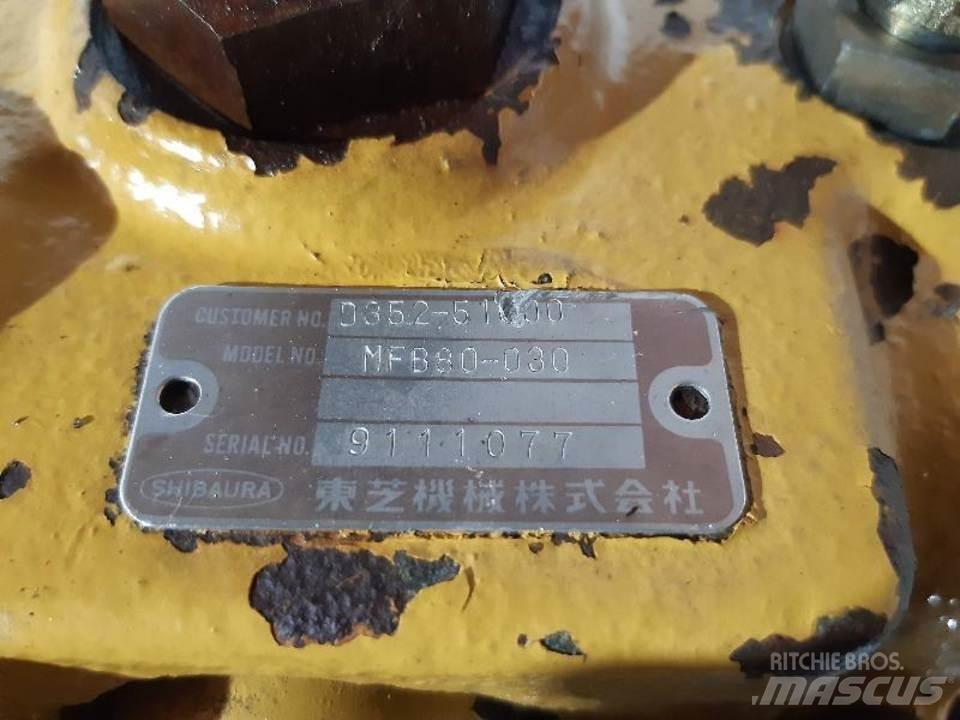 CUSTOMER NO. D352-51000
MODEL NO. MFB80-030
SERIAL NO. 9111077
SHIBAURA 東芝機械株式会社
RITCHIE BROS.
MASCUS